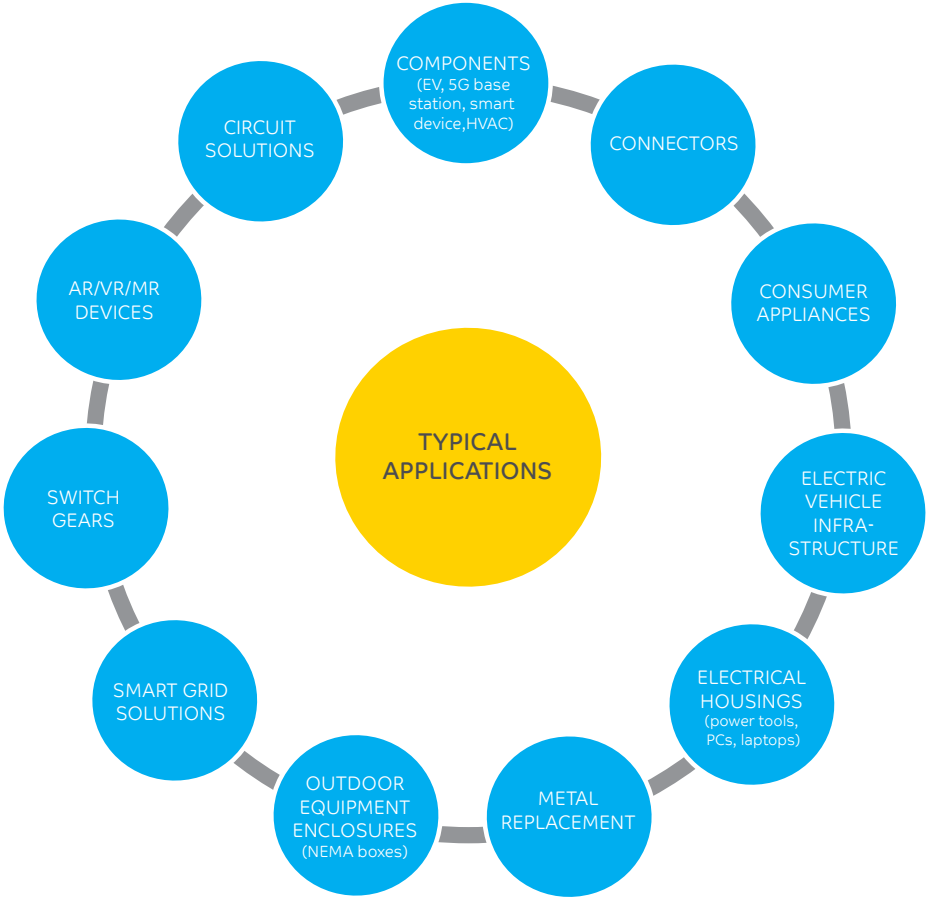 COMPONENTS
(EV, 5G base
station, smart
device,HVAC)
CONNECTORS
CONSUMER
APPLIANCES
ELECTRIC
VEHICLE
INFRA-
STRUCTURE
ELECTRICAL
HOUSINGS
(power tools,
PCs, laptops)
METAL
REPLACEMENT
OUTDOOR
EQUIPMENT
ENCLOSURES
(NEMA boxes)
SMART GRID
SOLUTIONS
SWITCH
GEARS
AR/VR/MR
DEVICES
CIRCUIT
SOLUTIONS
TYPICAL
APPLICATIONS